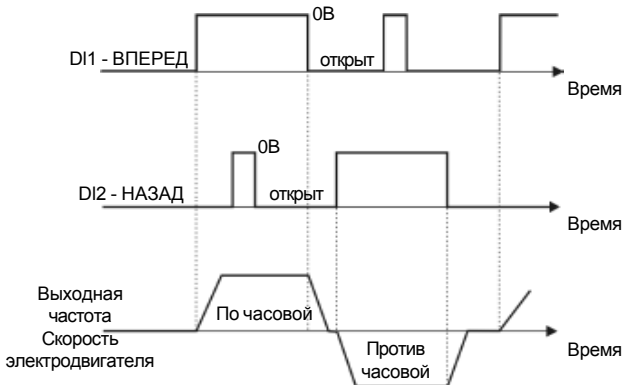 0В
DI1 - ВПЕРЕД
открыт
Время
0В
DI2 - НАЗАД
открыт
Время
Выходная
частота
Скорость
электродвигателя
По часовой
Против
часовой
Время